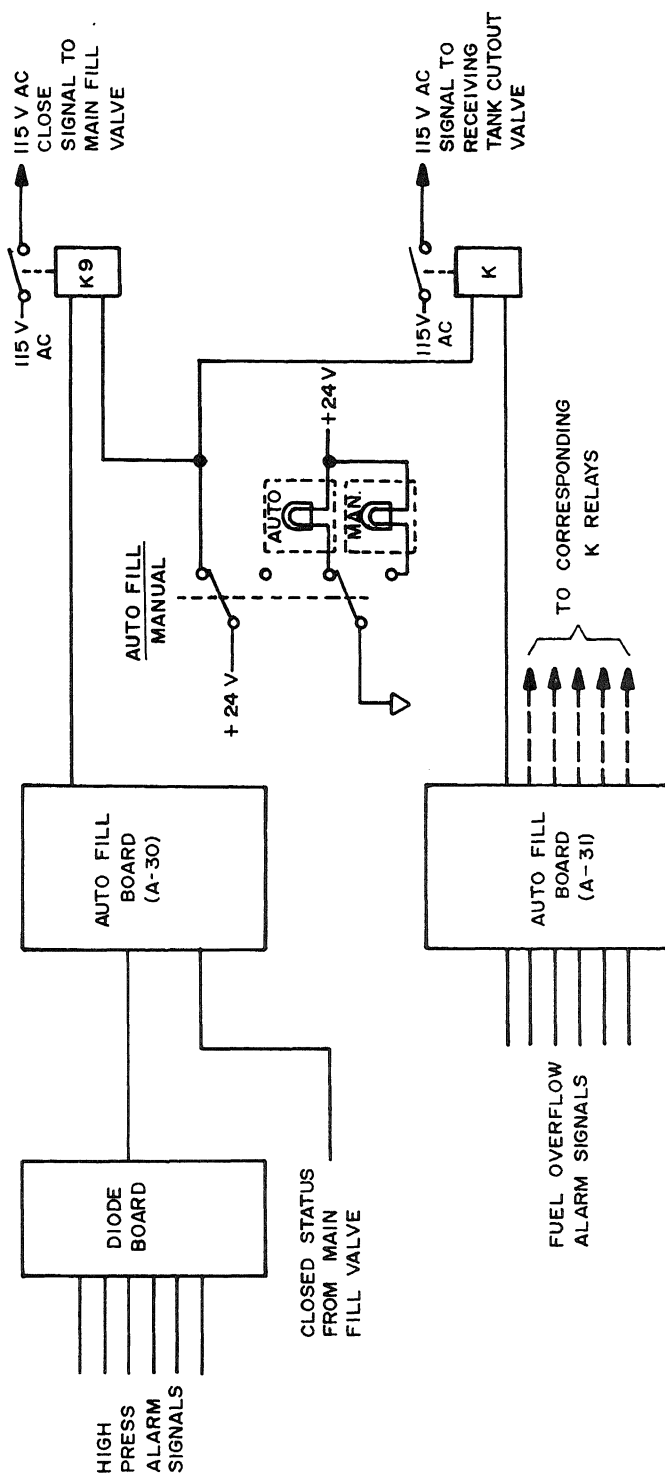 HIGH
PRESS
ALARM
SIGNALS
DIODE
BOARD
CLOSED STATUS
FROM MAIN
FILL VALVE
AUTO FILL
BOARD
(A-30)
115 V
AC
K9
115 V AC
CLOSE
SIGNAL TO
MAIN FILL
VALVE
AUTO FILL
MANUAL
+ 24 V
AUTO
MAN.
+24V
115V
AC
K
115 V AC
SIGNAL TO
RECEIVING
TANK CUTOUT
VALVE
FUEL OVERFLOW
ALARM SIGNALS
AUTO FILL
BOARD
(A-31)
TO CORRESPONDING
K RELAYS